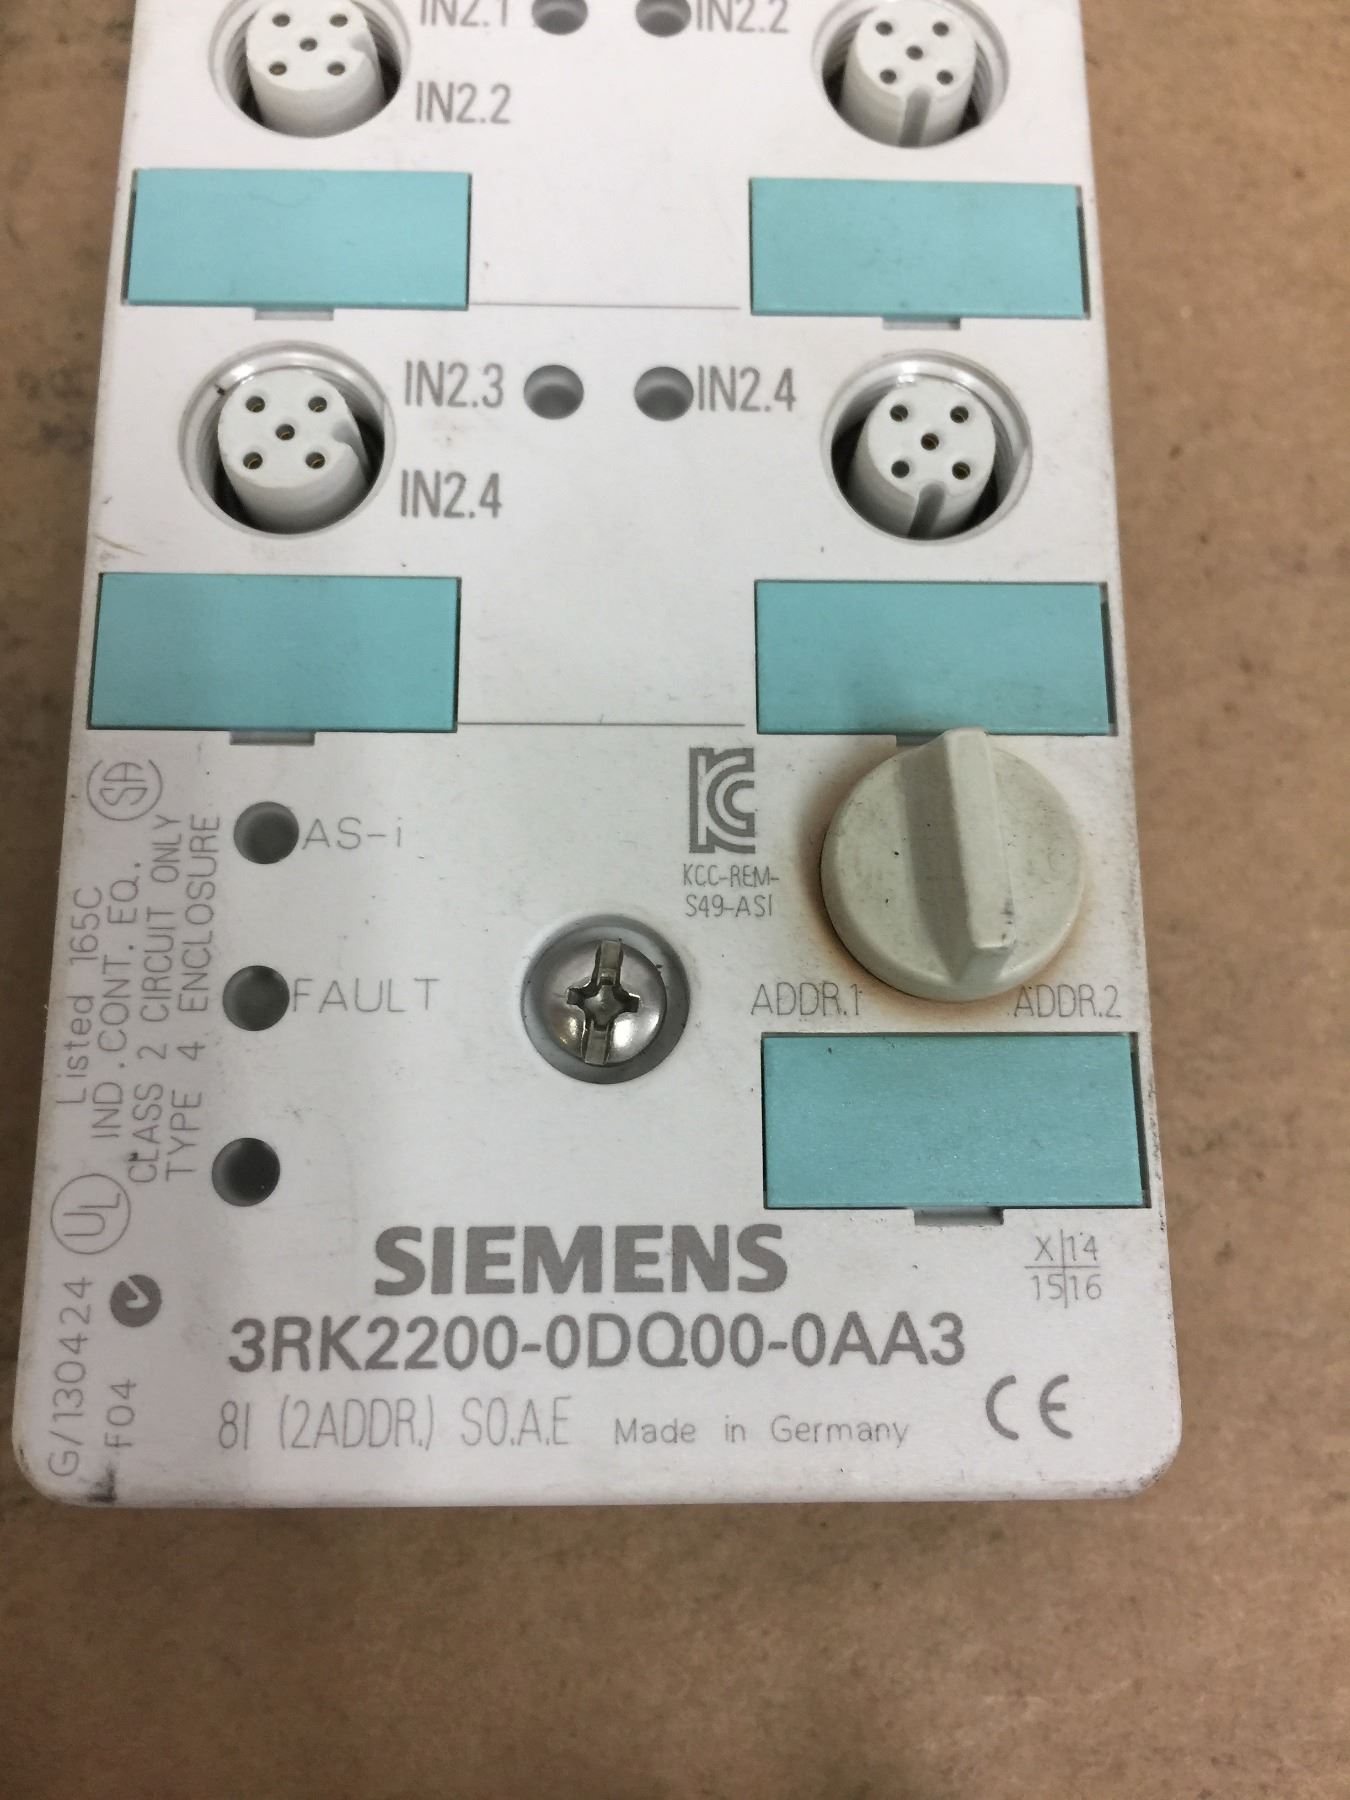 IN2.1
IN2.2
IN2.2
IN2.3
IN2.4
IN2.4
AS-i
KCC-REM-
S49-ASI
FAULT
ADDR.1
ADDR.2
SA
Listed 165C
IND.CONT.EQ.
CLASS 2 CIRCUIT ONLY
TYPE 4 ENCLOSURE
UL
X 14
15 16
SIEMENS
3RK2200-0DQ00-0AA3
8I (2ADDR.) S0.A.E Made in Germany
CE
G/130424
F04